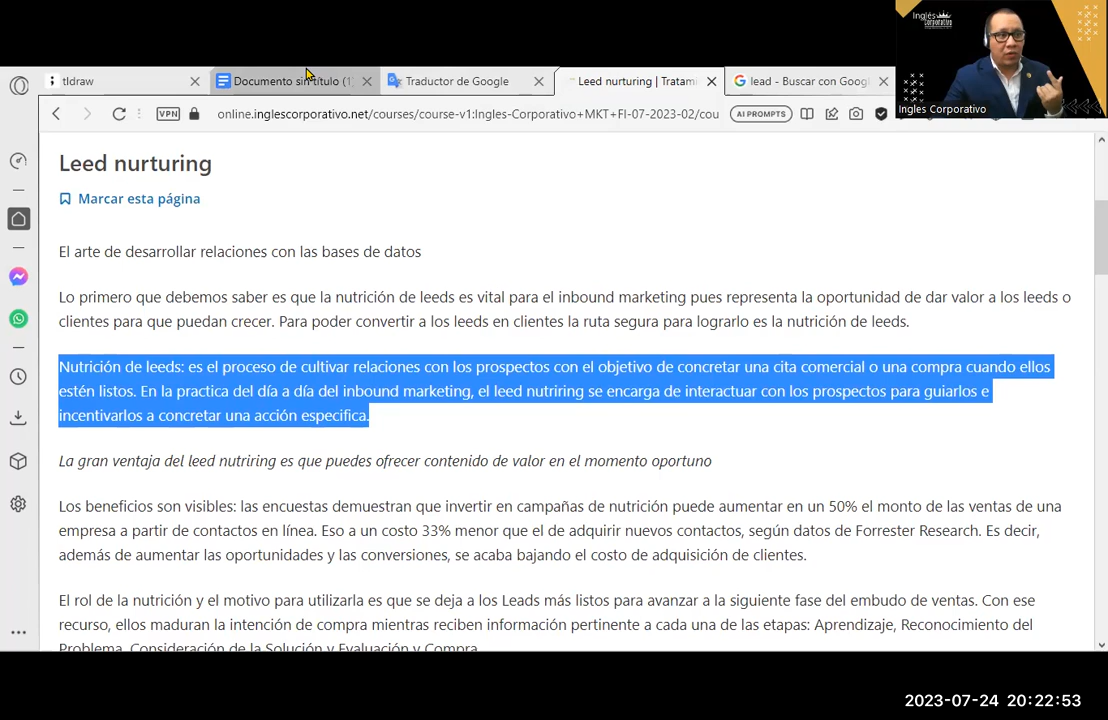 Inglés
Corporativo
Ingles Corporativo
tldraw
Documento sin título (1)
Traductor de Google
Leed nurturing | Tratami
lead - Buscar con Googl
VPN
online.inglescorporativo.net/courses/course-v1:Ingles-Corporativo+MKT+FI-07-2023-02/cou
AI PROMPTS
Leed nurturing
Marcar esta página
El arte de desarrollar relaciones con las bases de datos
Lo primero que debemos saber es que la nutrición de leeds es vital para el inbound marketing pues representa la oportunidad de dar valor a los leeds o
clientes para que puedan crecer. Para poder convertir a los leeds en clientes la ruta segura para lograrlo es la nutrición de leeds.
Nutrición de leeds: es el proceso de cultivar relaciones con los prospectos con el objetivo de concretar una cita comercial o una compra cuando ellos
estén listos. En la practica del día a día del inbound marketing, el leed nutriring se encarga de interactuar con los prospectos para guiarlos e
incentivarlos a concretar una acción especifica.
La gran ventaja del leed nutriring es que puedes ofrecer contenido de valor en el momento oportuno
Los beneficios son visibles: las encuestas demuestran que invertir en campañas de nutrición puede aumentar en un 50% el monto de las ventas de una
empresa a partir de contactos en línea. Eso a un costo 33% menor que el de adquirir nuevos contactos, según datos de Forrester Research. Es decir,
además de aumentar las oportunidades y las conversiones, se acaba bajando el costo de adquisición de clientes.
El rol de la nutrición y el motivo para utilizarla es que se deja a los Leads más listos para avanzar a la siguiente fase del embudo de ventas. Con ese
recurso, ellos maduran la intención de compra mientras reciben información pertinente a cada una de las etapas: Aprendizaje, Reconocimiento del
Problema, Consideración de la Solución y Evaluación y Compra.
2023-07-24 20:22:53